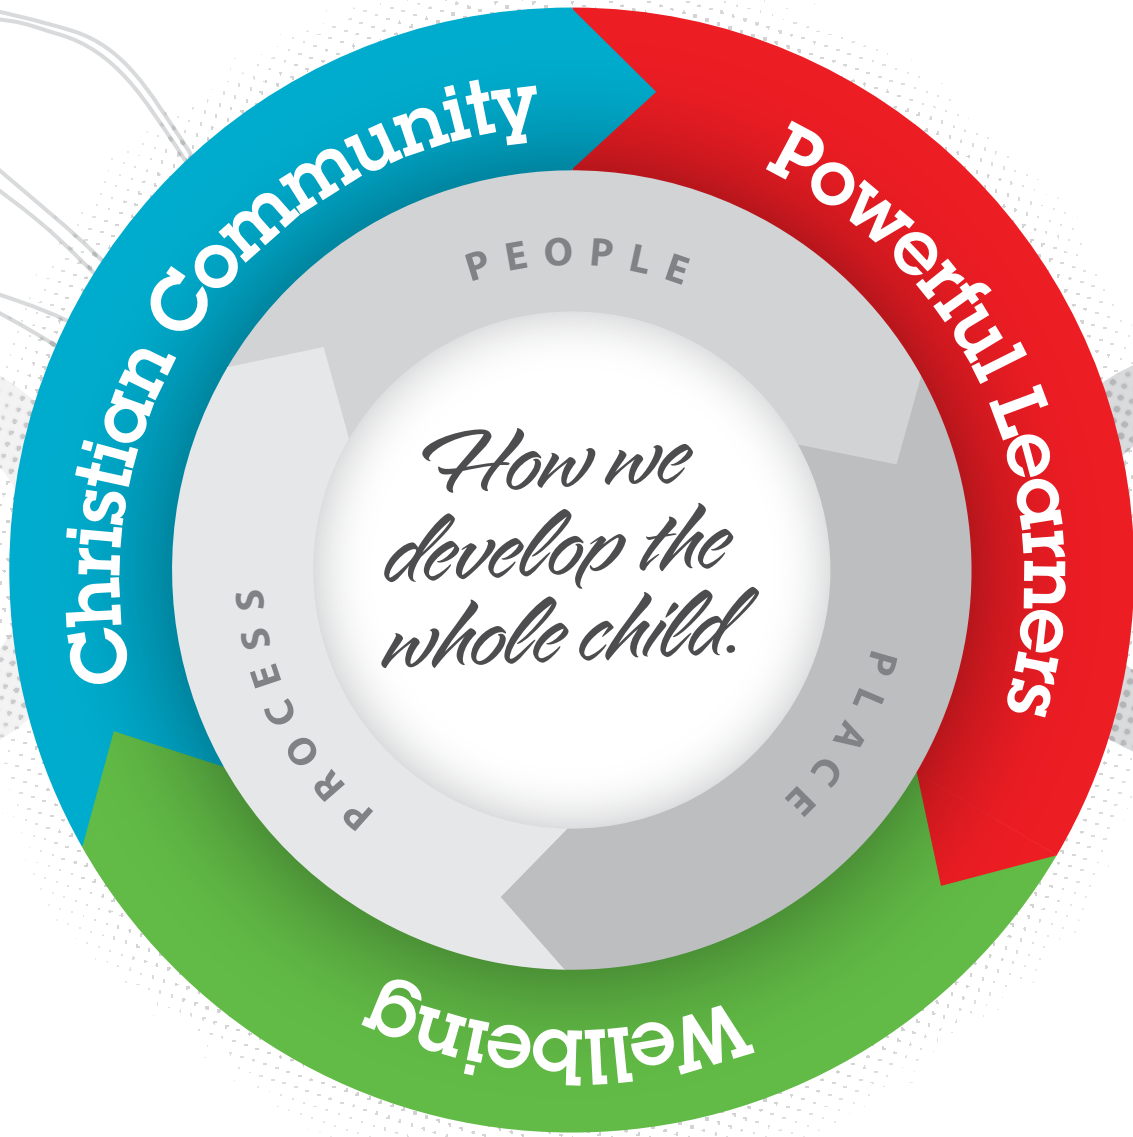 Christian Community
Powerful Learners
Wellbeing
PEOPLE
PLACE
PROCESS
How we
develop the
whole child.